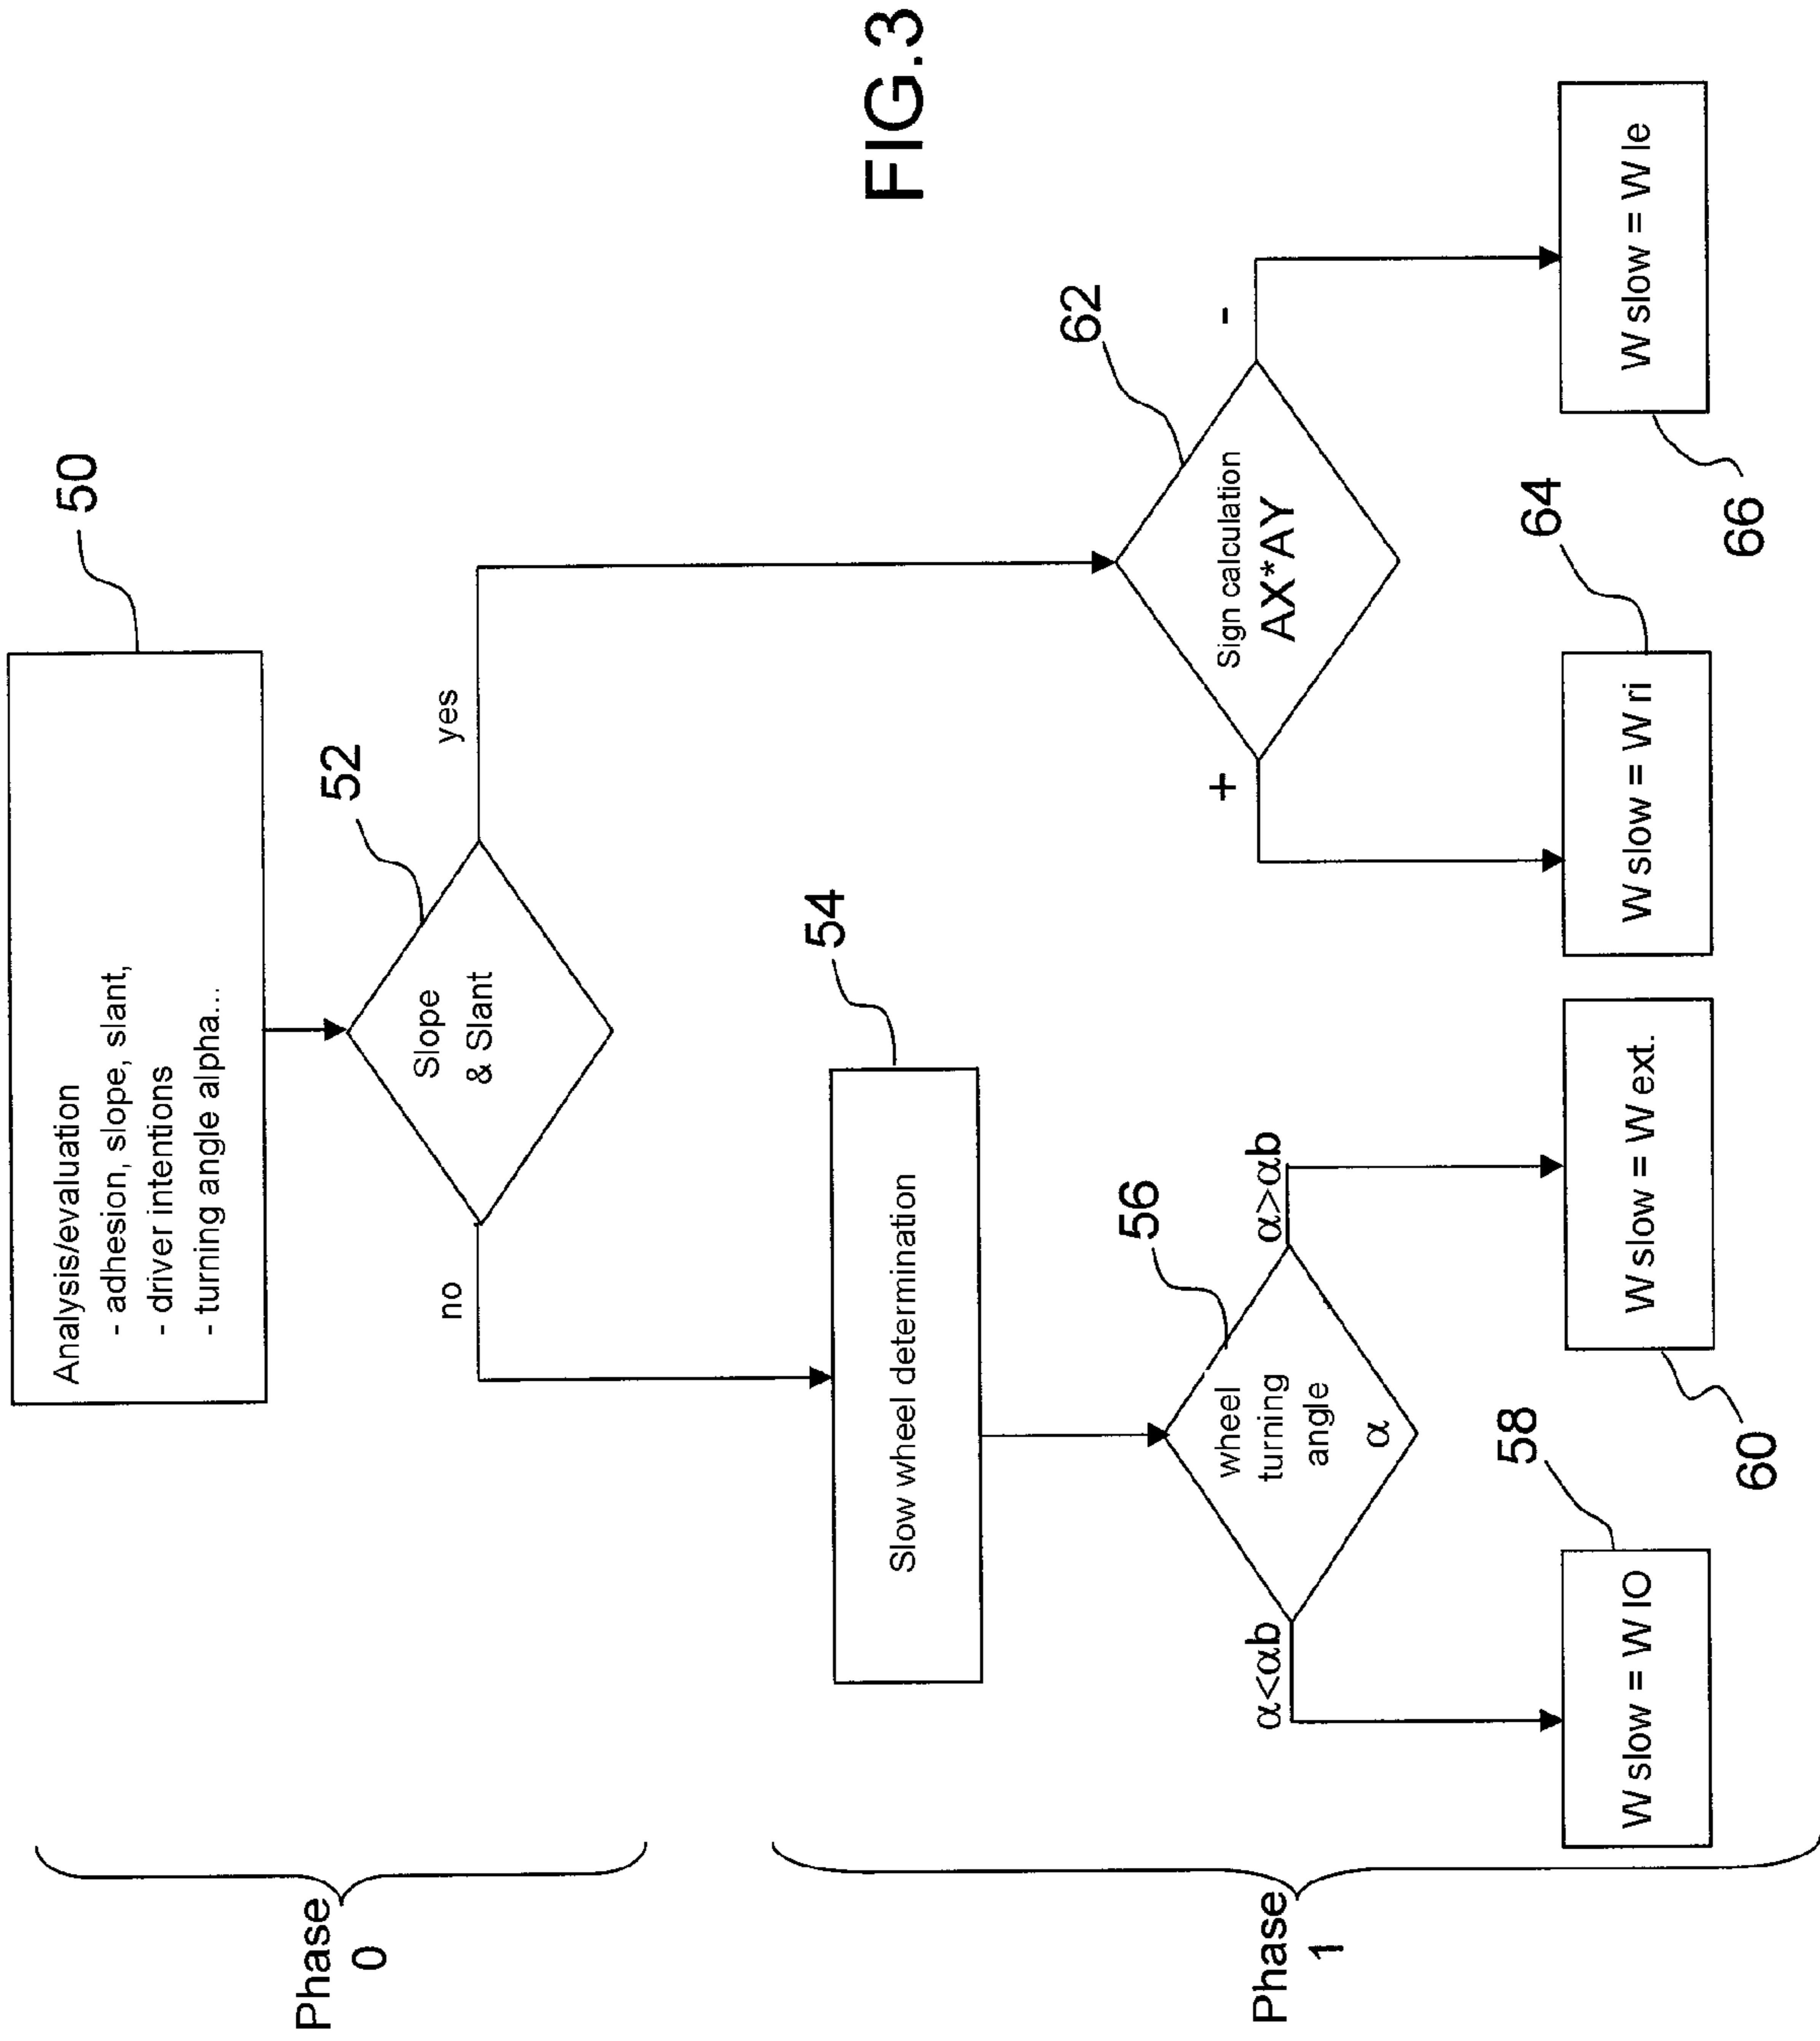 FIG.3
Phase
0
Analysis/evaluation
- adhesion, slope, slant,
- driver intentions
- turning angle alpha...
50
Slope
& Slant
52
no
yes
Phase
1
Slow wheel determination
54
wheel
turning
angle
α
56
α<αb
α>αb
Sign calculation
AX*AY
62
+
-
W slow = W IO
58
W slow = W ext.
60
W slow = W ri
64
W slow = W le
66